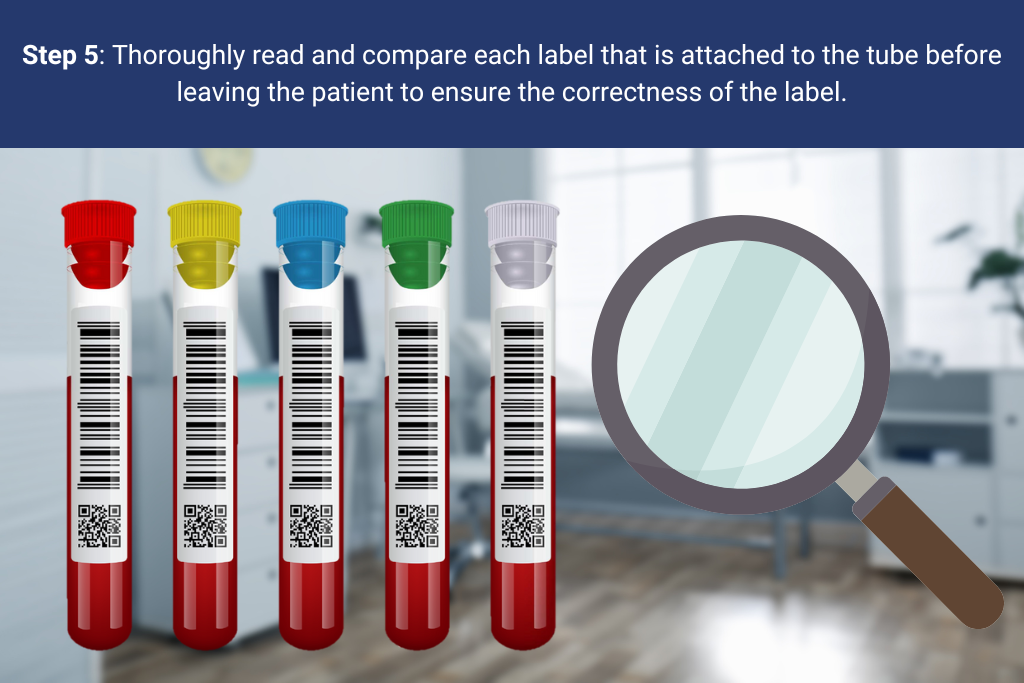 Step 5: Thoroughly read and compare each label that is attached to the tube before
leaving the patient to ensure the correctness of the label.